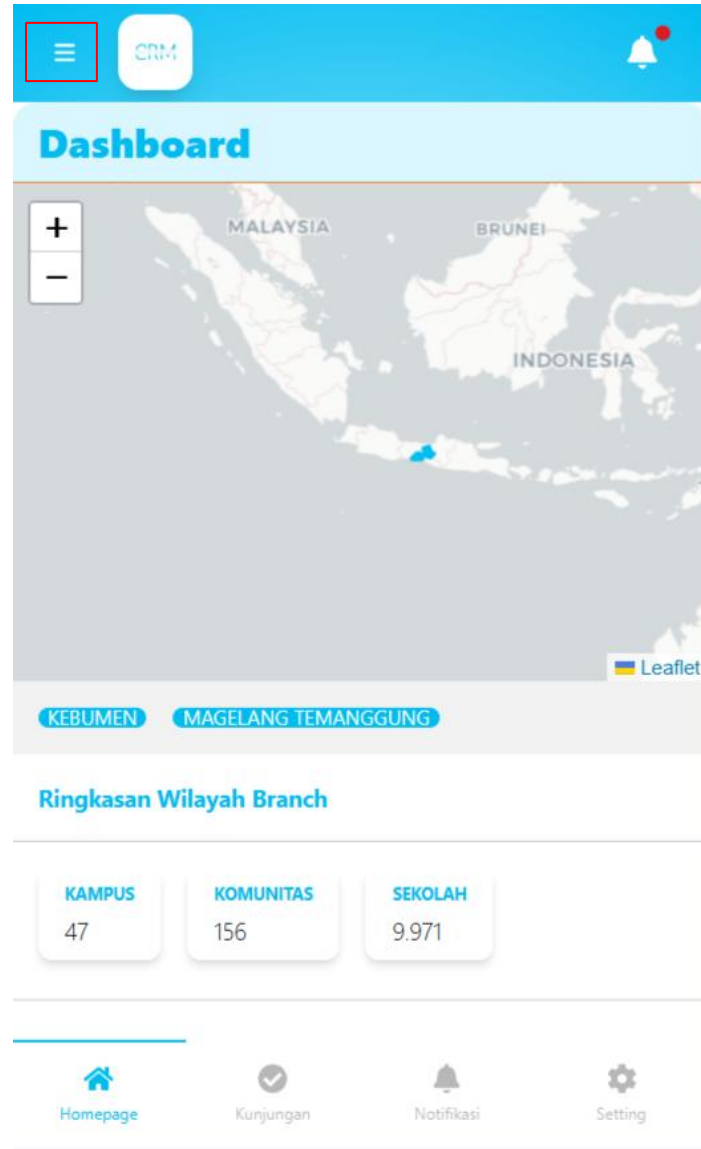 CRM
Dashboard
+
MALAYSIA
BRUNEI
−
INDONESIA
Leaflet
KEBUMEN MAGELANG TEMANGGUNG
Ringkasan Wilayah Branch
KAMPUS KOMUNITAS SEKOLAH
47 156 9.971
Homepage Kunjungan Notifikasi Setting